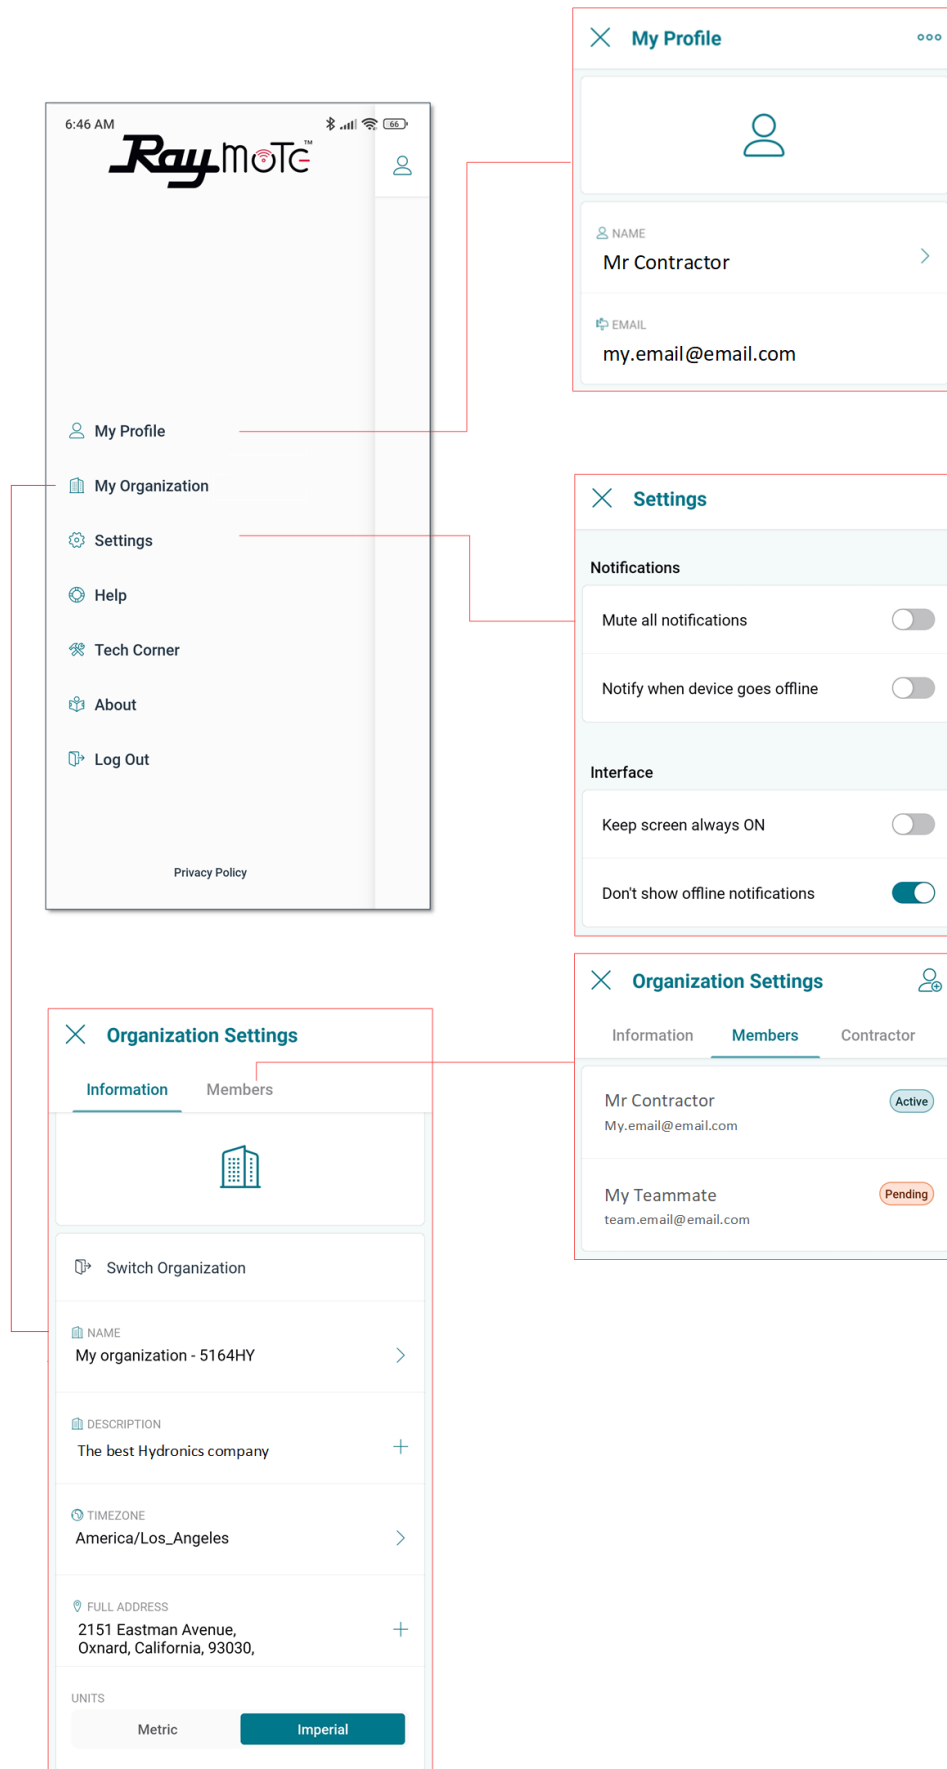 My Profile
NAME
Mr Contractor
EMAIL
my.email@email.com
6:46 AM
66
Raymote™
My Profile
My Organization
Settings
Help
Tech Corner
About
Log Out
Privacy Policy
Settings
Notifications
Mute all notifications
Notify when device goes offline
Interface
Keep screen always ON
Don't show offline notifications
Organization Settings
Information Members Contractor
Mr Contractor Active
My.email@email.com
My Teammate Pending
team.email@email.com
Organization Settings
Information Members
Switch Organization
NAME
My organization - 5164HY
DESCRIPTION
The best Hydronics company
TIMEZONE
America/Los_Angeles
FULL ADDRESS
2151 Eastman Avenue,
Oxnard, California, 93030,
UNITS
Metric Imperial